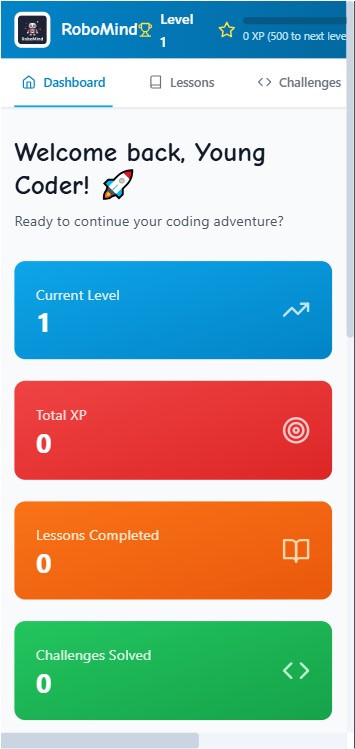 RoboMind
RoboMind
Level
1
0 XP (500 to next leve
Dashboard
Lessons
Challenges
Welcome back, Young
Coder! 🚀
Ready to continue your coding adventure?
Current Level
1
Total XP
0
Lessons Completed
0
Challenges Solved
0